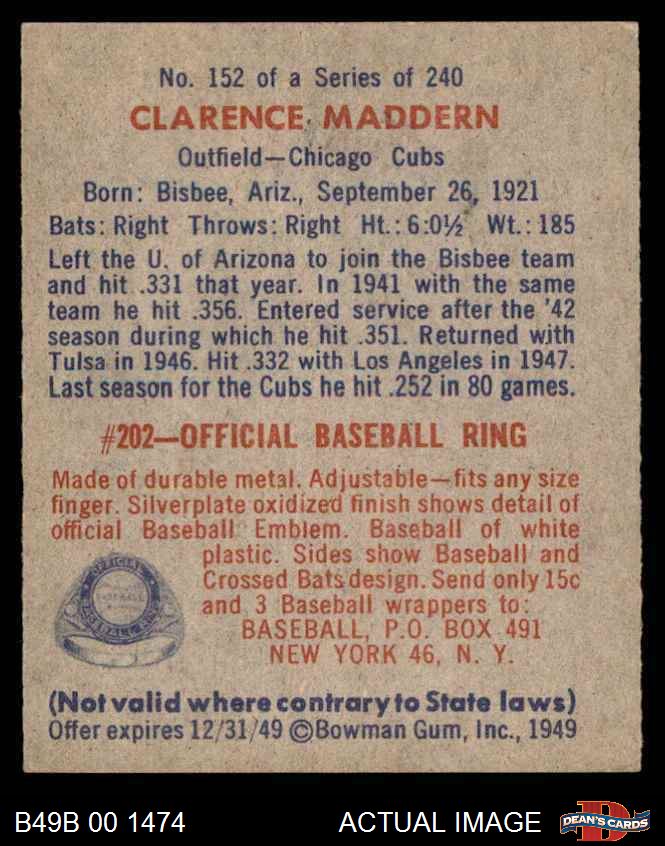 No. 152 of a Series of 240
CLARENCE MADDERN
Outfield—Chicago Cubs
Born: Bisbee, Ariz., September 26, 1921
Bats: Right Throws: Right Ht.: 6:0½ Wt.: 185
Left the U. of Arizona to join the Bisbee team
and hit .331 that year. In 1941 with the same
team he hit .356. Entered service after the '42
season during which he hit .351. Returned with
Tulsa in 1946. Hit .332 with Los Angeles in 1947.
Last season for the Cubs he hit .252 in 80 games.
#202—OFFICIAL BASEBALL RING
Made of durable metal. Adjustable—fits any size
finger. Silverplate oxidized finish shows detail of
official Baseball Emblem. Baseball of white
plastic. Sides show Baseball and
Crossed Bats design. Send only 15c
and 3 Baseball wrappers to:
BASEBALL, P.O. BOX 491
NEW YORK 46, N. Y.
OFFICIAL
BASEBALL RING
(Not valid where contrary to State laws)
Offer expires 12/31/49 ©Bowman Gum, Inc., 1949
B49B 00 1474
ACTUAL IMAGE
D
DEAN'S CARDS